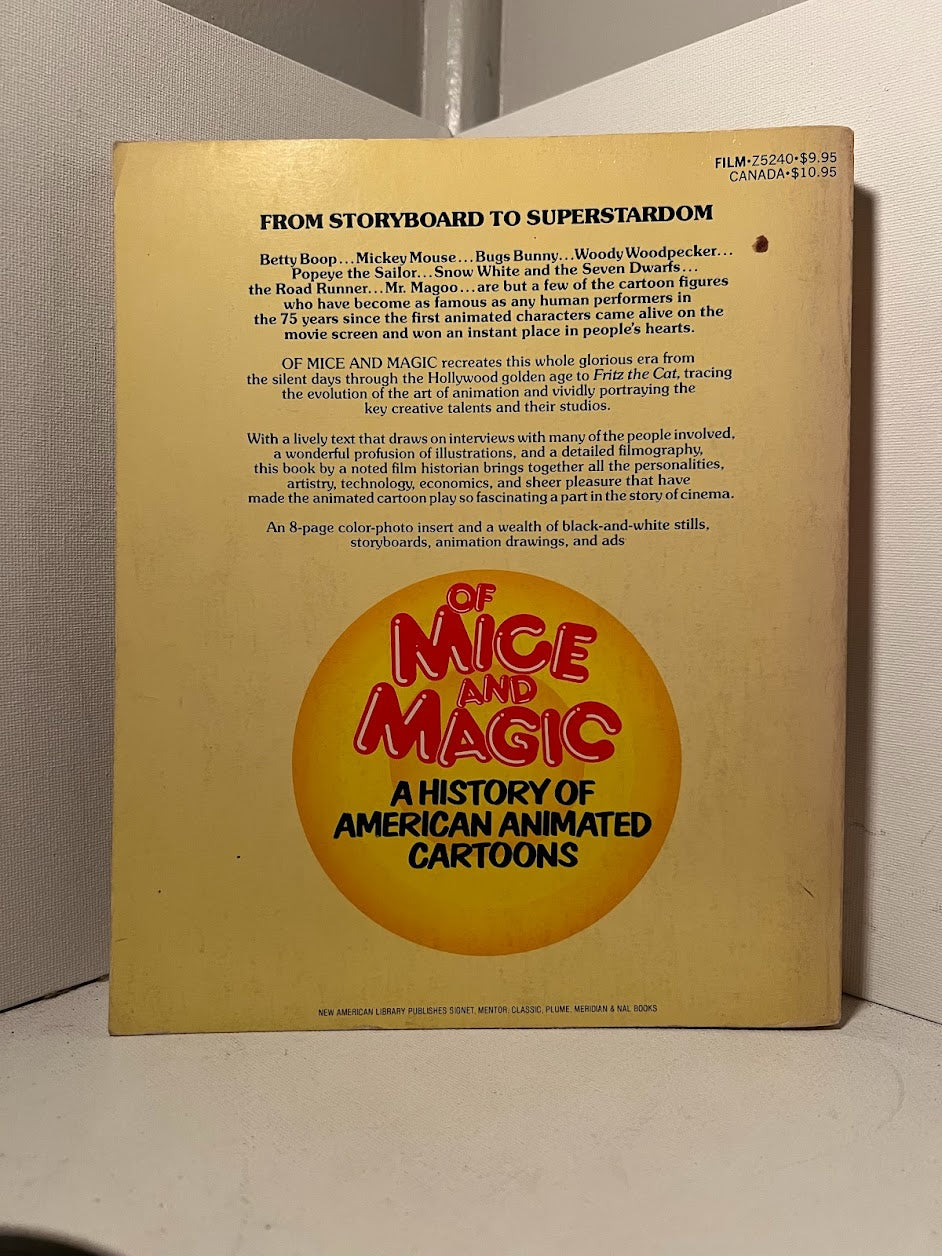 FILM•Z5240•$9.95
CANADA•$10.95
FROM STORYBOARD TO SUPERSTARDOM
Betty Boop...Mickey Mouse...Bugs Bunny...Woody Woodpecker...
Popeye the Sailor...Snow White and the Seven Dwarfs...
the Road Runner...Mr. Magoo...are but a few of the cartoon figures
who have become as famous as any human performers in
the 75 years since the first animated characters came alive on the
movie screen and won an instant place in people's hearts.
OF MICE AND MAGIC recreates this whole glorious era from
the silent days through the Hollywood golden age to Fritz the Cat, tracing
the evolution of the art of animation and vividly portraying the
key creative talents and their studios.
With a lively text that draws on interviews with many of the people involved,
a wonderful profusion of illustrations, and a detailed filmography,
this book by a noted film historian brings together all the personalities,
artistry, technology, economics, and sheer pleasure that have
made the animated cartoon play so fascinating a part in the story of cinema.
An 8-page color-photo insert and a wealth of black-and-white stills,
storyboards, animation drawings, and ads
OF
MICE
AND
MAGIC
A HISTORY OF
AMERICAN ANIMATED
CARTOONS
NEW AMERICAN LIBRARY PUBLISHES SIGNET, MENTOR, CLASSIC, PLUME, MERIDIAN & NAL BOOKS